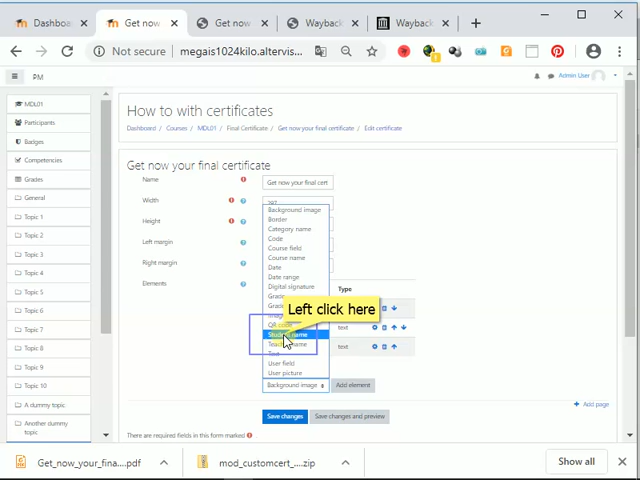 Dashboa
Get now
Get now
Wayback
Wayback
Not secure
megais1024kilo.altervis
PM
Admin User
MDL01
Participants
Badges
Competencies
Grades
General
Topic 1
Topic 2
Topic 3
Topic 4
Topic 5
Topic 6
Topic 7
Topic 8
Topic 9
Topic 10
A dummy topic
Another dummy
topic
How to with certificates
Dashboard / Courses / MDL01 / Final Certificate / Get now your final certificate / Edit certificate
Get now your final certificate
Name
Get now your final cert
Width
297
Height
Left margin
Right margin
Elements
Background image
Border
Category name
Code
Course field
Course name
Date
Date range
Digital signature
Left click here
Student name
Text
User field
User picture
Type
text
text
Background image
Add element
Add page
Save changes
Save changes and preview
There are required fields in this form marked
Get_now_your_fina....pdf
mod_customcert_....zip
Show all